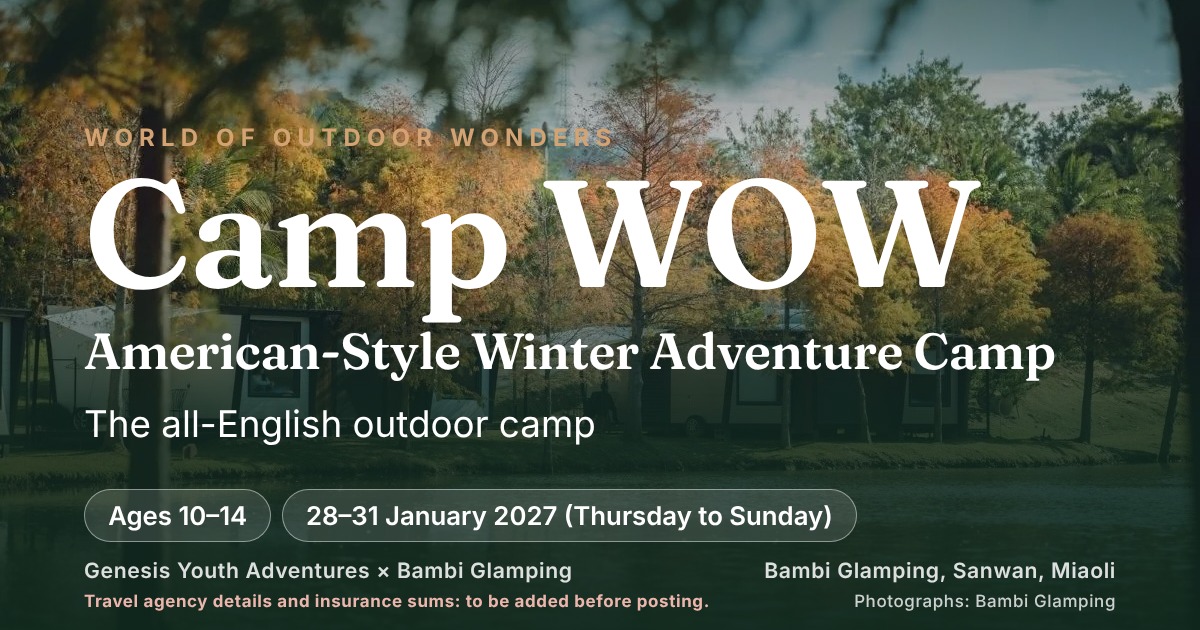 WORLD OF OUTDOOR WONDERS
Camp WOW
American-Style Winter Adventure Camp
The all-English outdoor camp
Ages 10–14
28–31 January 2027 (Thursday to Sunday)
Genesis Youth Adventures × Bambi Glamping
Bambi Glamping, Sanwan, Miaoli
Travel agency details and insurance sums: to be added before posting.
Photographs: Bambi Glamping